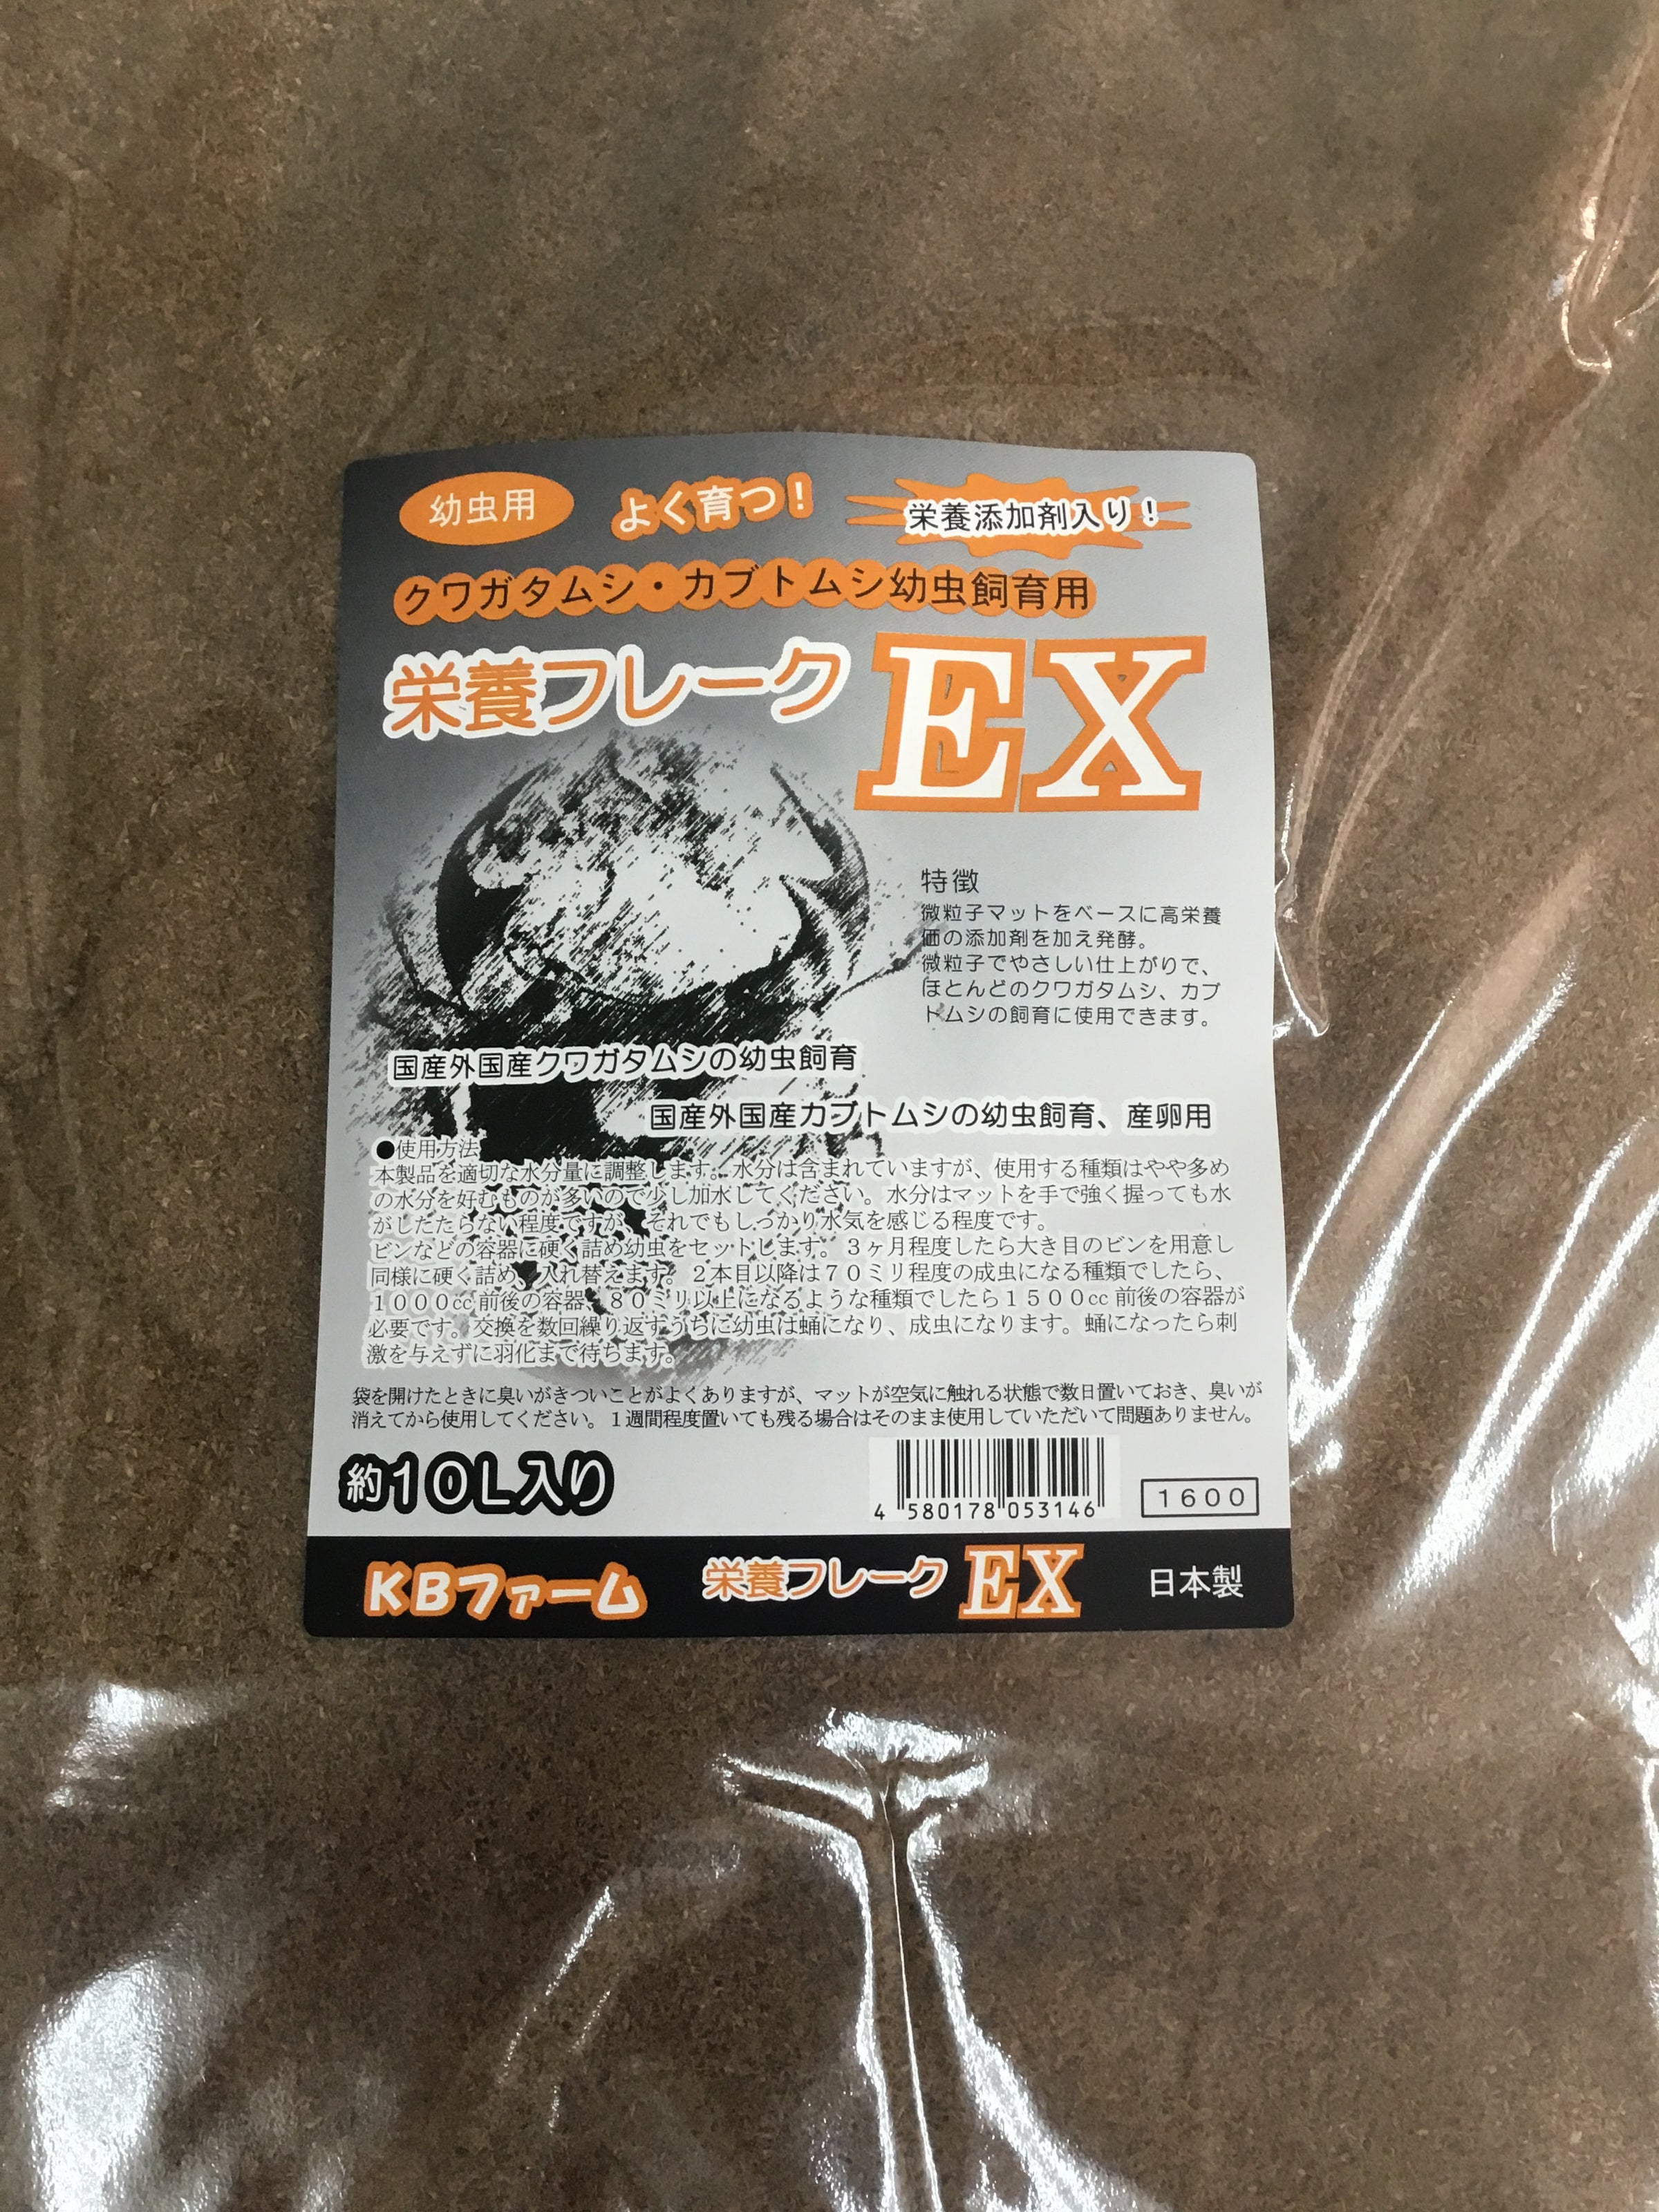 幼虫用
よく育つ!
栄養添加剤入り!
クワガタムシ・カブトムシ幼虫飼育用
栄養フレーク
EX
特徴
微粒子マットをベースに高栄養
価の添加剤を加え発酵。
微粒子でやさしい仕上がりで、
ほとんどのクワガタムシ、カブ
トムシの飼育に使用できます。
国産外国産クワガタムシの幼虫飼育
国産外国産カブトムシの幼虫飼育、産卵用
●使用方法
本製品を適切な水分量に調整します。水分は含まれていますが、使用する種類はやや多め
の水分を好むものが多いので少し加水してください。水分はマットを手で強く握っても水
がしたたらない程度ですが、それでもしっかり水気を感じる程度です。
ビンなどの容器に硬く詰め幼虫をセットします。3ヶ月程度したら大き目のビンを用意し
同様に硬く詰め、入れ替えます。2本目以降は70ミリ程度の成虫になる種類でしたら、
1000cc前後の容器、80ミリ以上になるような種類でしたら1500cc前後の容器が
必要です。交換を数回繰り返すうちに幼虫は蛹になり、成虫になります。蛹になったら刺
激を与えずに羽化まで待ちます。
袋を開けたときに臭いがきついことがよくありますが、マットが空気に触れる状態で数日置いておき、臭いが
消えてから使用してください。1週間程度置いても残る場合はそのまま使用していただいて問題ありません。
約10L入り
4 580178 053146
1600
KBファーム 栄養フレーク EX 日本製